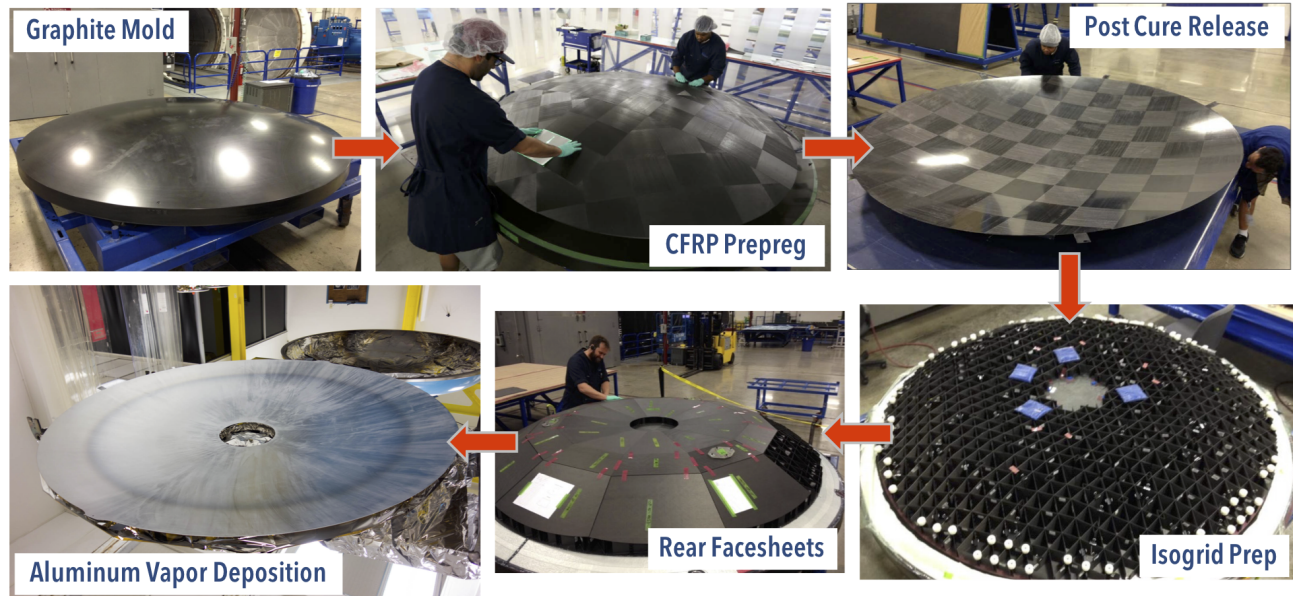 Graphite Mold
CFRP Prepreg
Post Cure Release
Isogrid Prep
Rear Facesheets
Aluminum Vapor Deposition